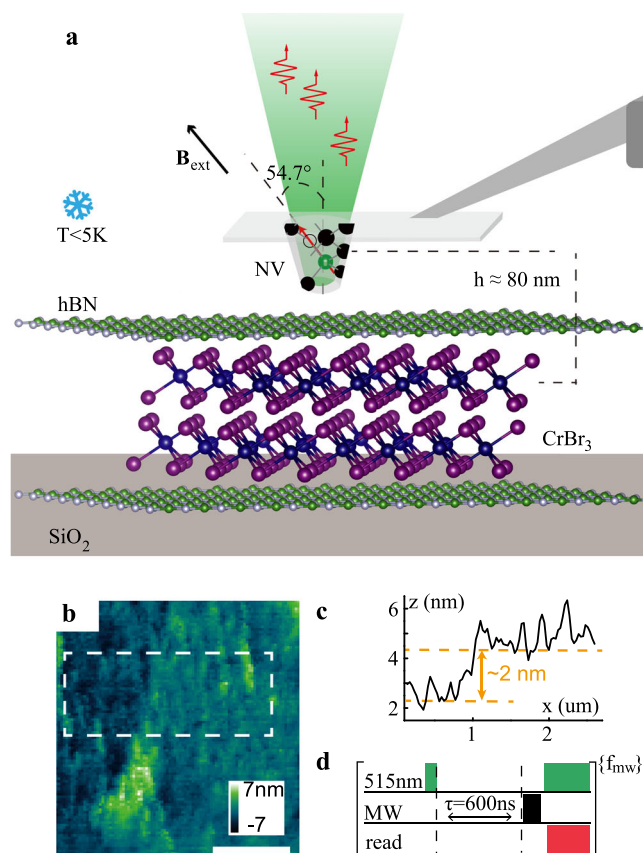 a
B_ext
54.7°
T<5K
NV
h ≈ 80 nm
hBN
CrBr₃
SiO₂
b
7nm
-7
c
z (nm)
6
4
2
~2 nm
x (um)
1
2
d
515nm
{f_mw}
MW
τ=600ns
read